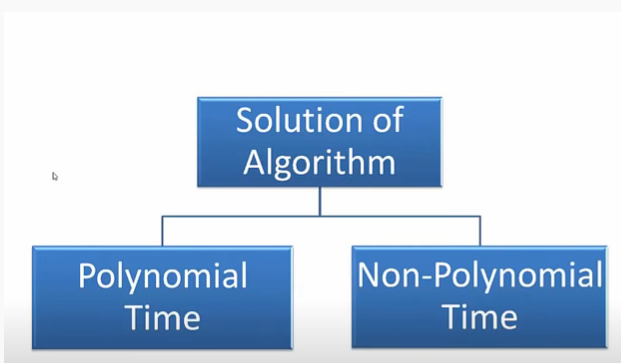 Solution of
Algorithm
Polynomial
Time
Non-Polynomial
Time